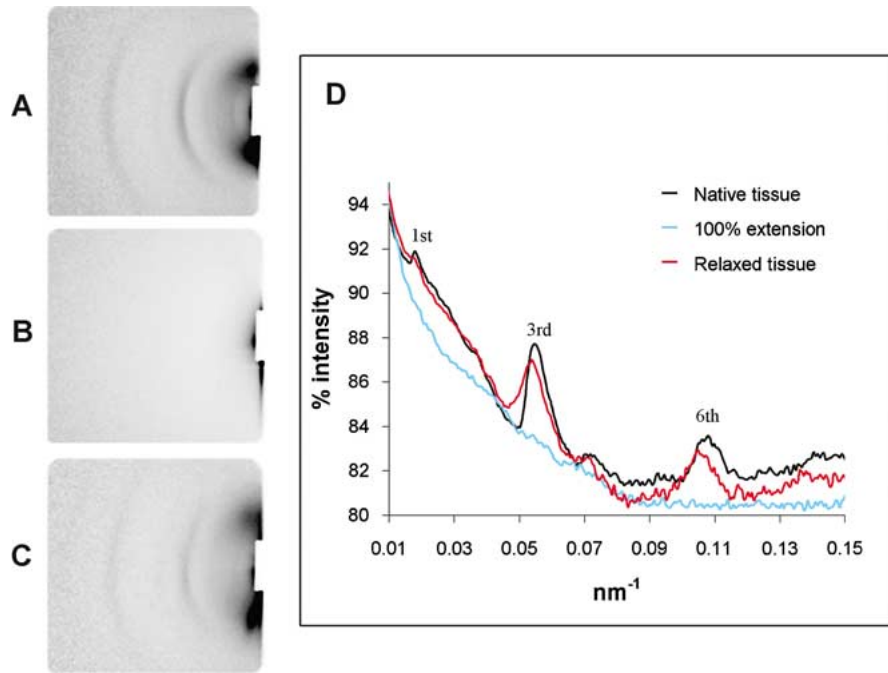 A
B
C
D
Native tissue
100% extension
Relaxed tissue
1st
3rd
6th
% intensity
94
92
90
88
86
84
82
80
0.01 0.03 0.05 0.07 0.09 0.11 0.13 0.15
nm⁻¹